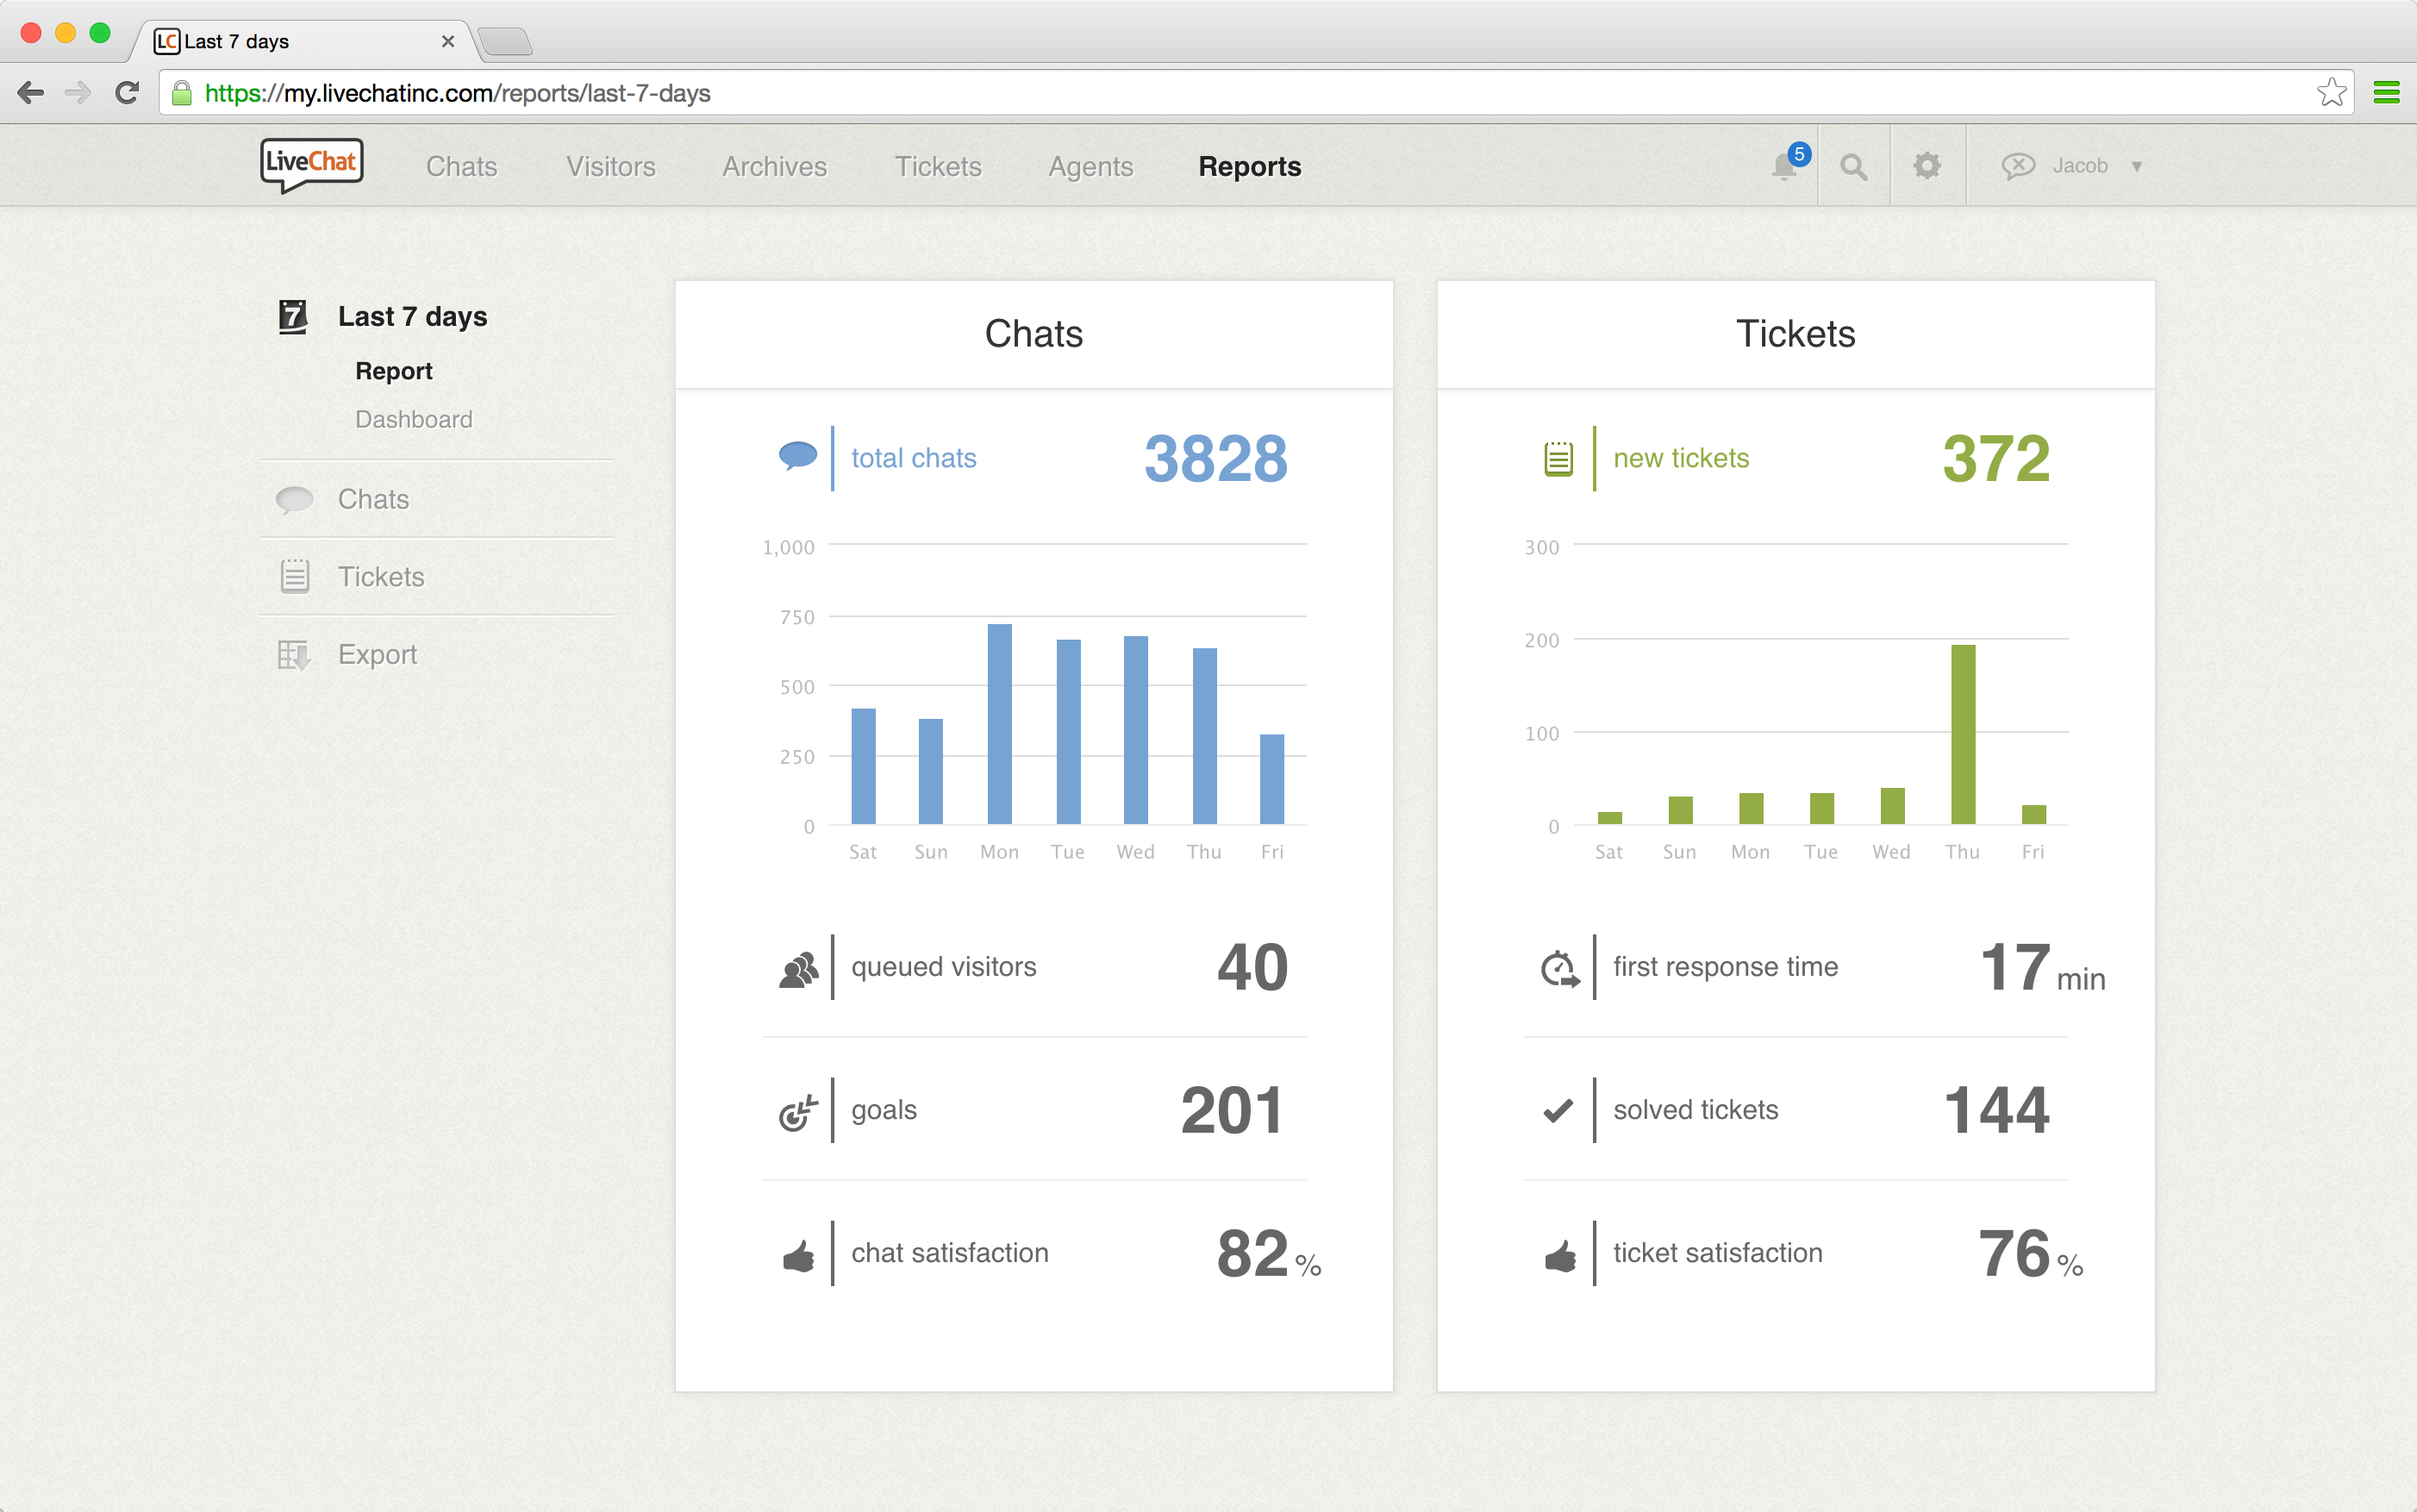 LC Last 7 days
https://my.livechatinc.com/reports/last-7-days
LiveChat Chats Visitors Archives Tickets Agents Reports 5 Jacob
7 Last 7 days
Report
Dashboard
Chats
Tickets
Export
Chats
total chats 3828
1,000
750
500
250
0
Sat Sun Mon Tue Wed Thu Fri
queued visitors 40
goals 201
chat satisfaction 82 %
Tickets
new tickets 372
300
200
100
0
Sat Sun Mon Tue Wed Thu Fri
first response time 17 min
solved tickets 144
ticket satisfaction 76 %